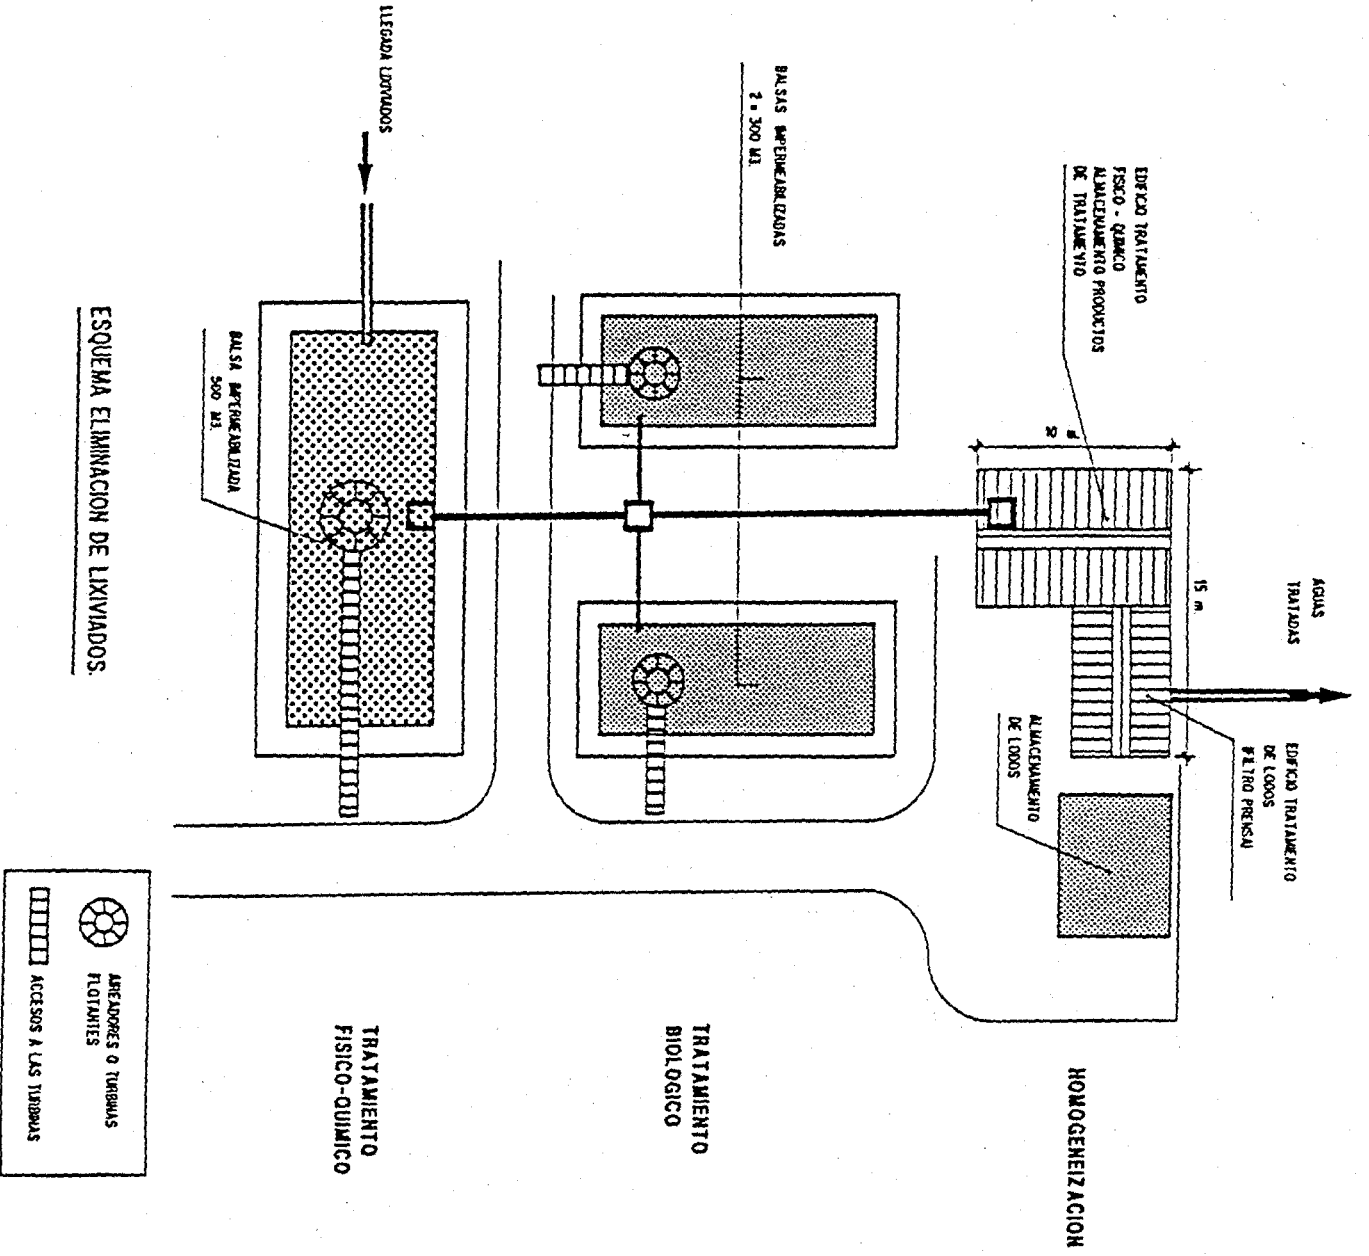 LLEGADA LIXIVIADOS
BALSAS IMPERMEABILIZADAS
2 = 300 M3.
EDIFICIO TRATAMIENTO
FISICO - QUIMICO
ALMACENAMIENTO PRODUCTOS
DE TRATAMIENTO
10 m.
15 m.
AGUAS
TRATADAS
EDIFICIO TRATAMIENTO
DE LODOS
(FILTRO PRENSA)
ALMACENAMIENTO
DE LODOS
BALSA IMPERMEABILIZADA
500 M3.
ESQUEMA ELIMINACION DE LIXIVIADOS.
HOMOGENEIZACION
TRATAMIENTO
BIOLOGICO
TRATAMIENTO
FISICO-QUIMICO
AIREADORES O TURBINAS
FLOTANTES
ACCESOS A LAS TURBINAS